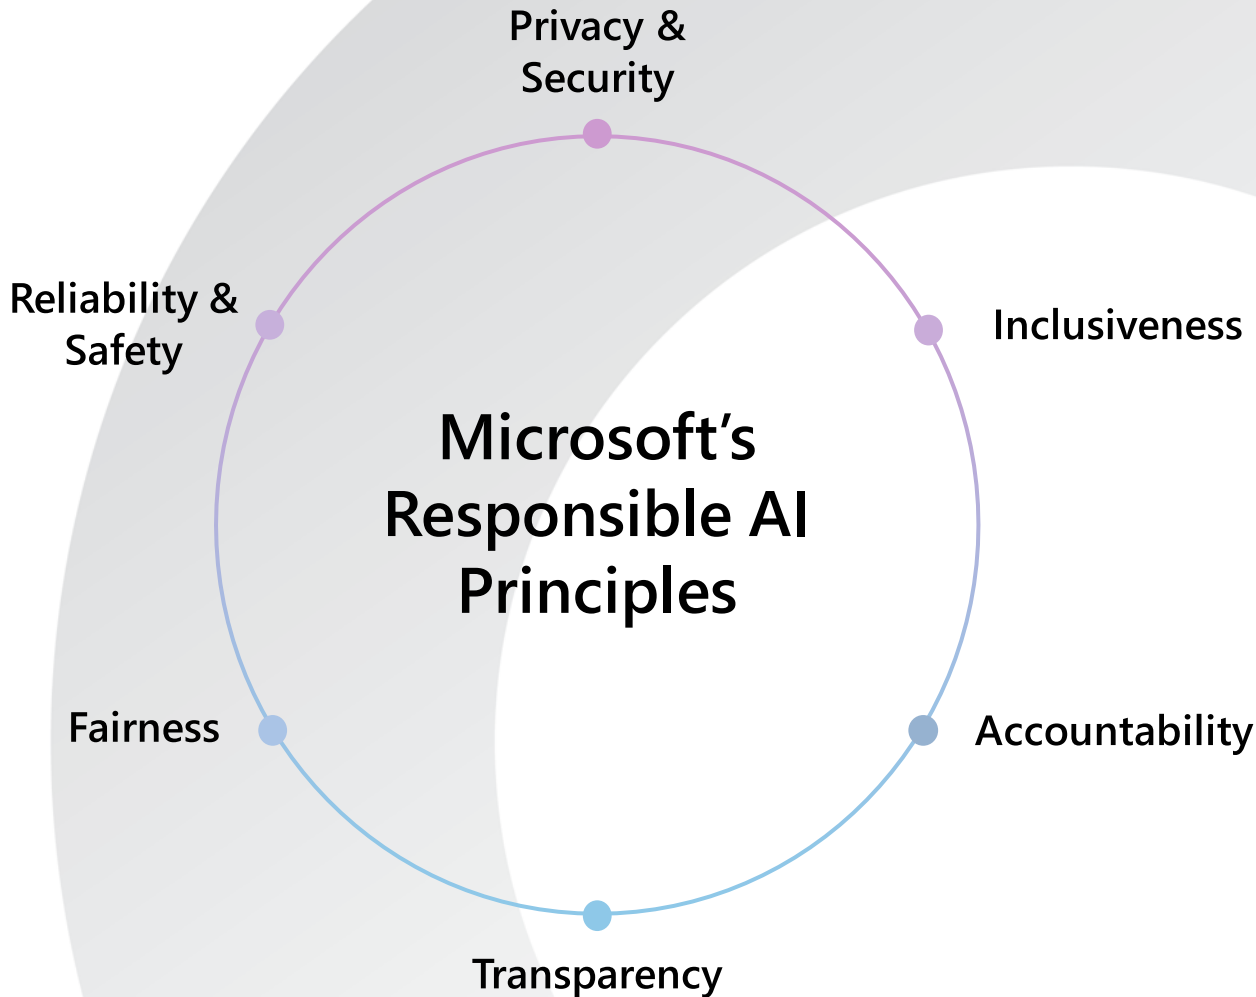 Privacy &
Security
Reliability &
Safety
Inclusiveness
Microsoft’s
Responsible AI
Principles
Fairness
Accountability
Transparency